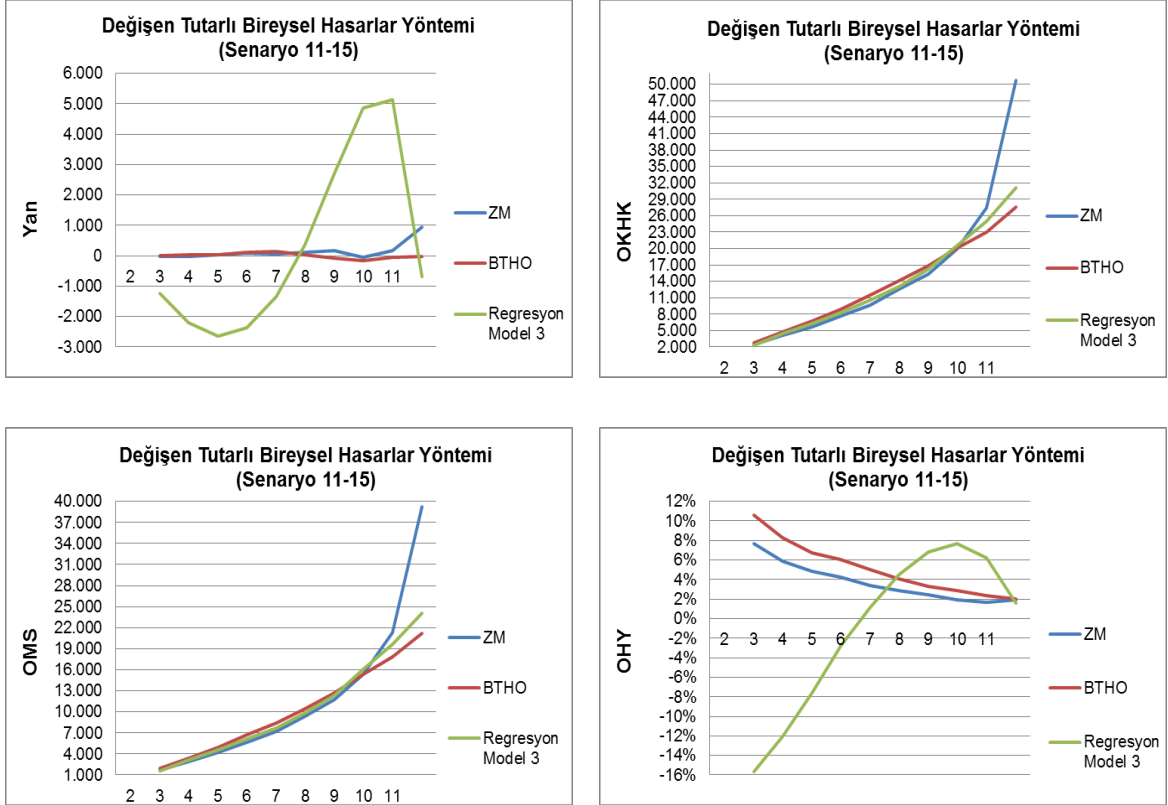 Değişen Tutarlı Bireysel Hasarlar Yöntemi
(Senaryo 11-15)
6.000
5.000
4.000
3.000
2.000
1.000
0
-1.000
-2.000
-3.000
Yan
2 3 4 5 6 7 8 9 10 11
ZM
BTHO
Regresyon
Model 3
Değişen Tutarlı Bireysel Hasarlar Yöntemi
(Senaryo 11-15)
50.000
47.000
44.000
41.000
38.000
35.000
32.000
29.000
26.000
23.000
20.000
17.000
14.000
11.000
8.000
5.000
2.000
OKHK
2 3 4 5 6 7 8 9 10 11
ZM
BTHO
Regresyon
Model 3
Değişen Tutarlı Bireysel Hasarlar Yöntemi
(Senaryo 11-15)
40.000
37.000
34.000
31.000
28.000
25.000
22.000
19.000
16.000
13.000
10.000
7.000
4.000
1.000
OMS
2 3 4 5 6 7 8 9 10 11
ZM
BTHO
Regresyon
Model 3
Değişen Tutarlı Bireysel Hasarlar Yöntemi
(Senaryo 11-15)
12%
10%
8%
6%
4%
2%
0%
-2%
-4%
-6%
-8%
-10%
-12%
-14%
-16%
OHY
2 3 4 5 6 7 8 9 10 11
ZM
BTHO
Regresyon
Model 3